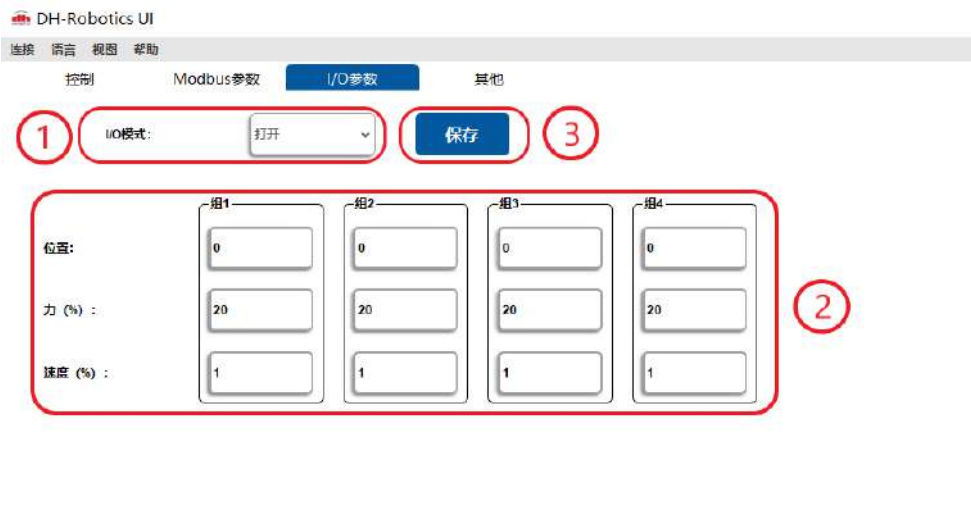 DH-Robotics UI
连接 语言 视图 帮助
控制 Modbus参数 I/O参数 其他
1 I/O模式: 打开 保存 3
组1 组2 组3 组4
位置: 0 0 0 0
力 (%) : 20 20 20 20 2
速度 (%) : 1 1 1 1